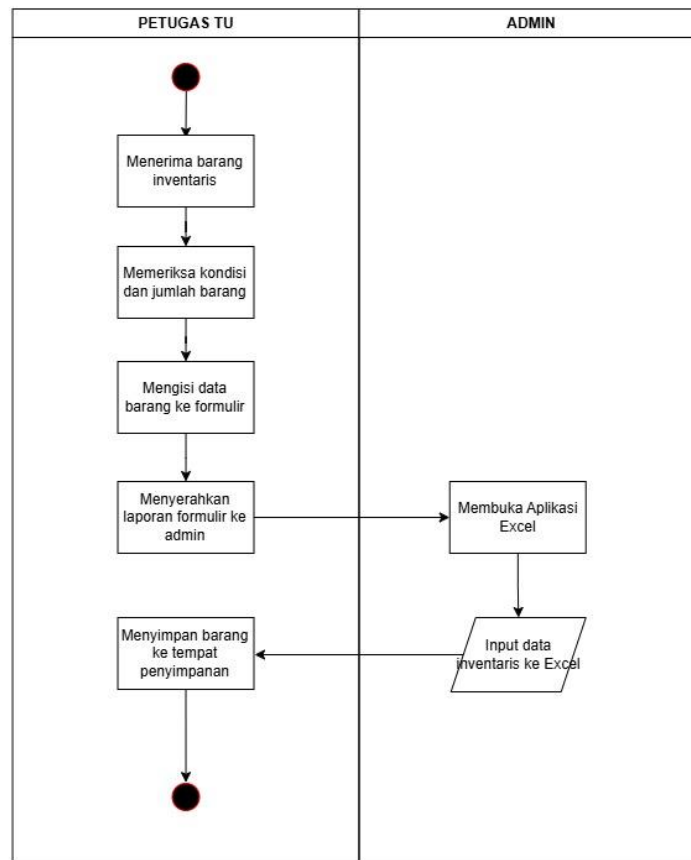 PETUGAS TU
ADMIN
Menerima barang
inventaris
Memeriksa kondisi
dan jumlah barang
Mengisi data
barang ke formulir
Menyerahkan
laporan formulir ke
admin
Membuka Aplikasi
Excel
Input data
inventaris ke Excel
Menyimpan barang
ke tempat
penyimpanan